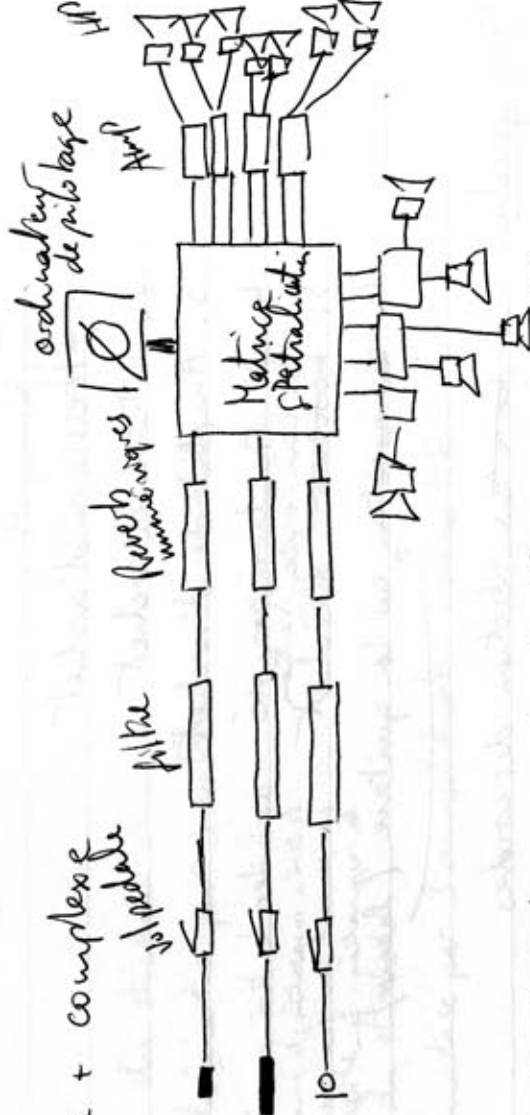 + complexe
pédale
filtre
Reverb
numériques
ordinateur
de pilotage
Matrice
Spatialisation
Amp
HP